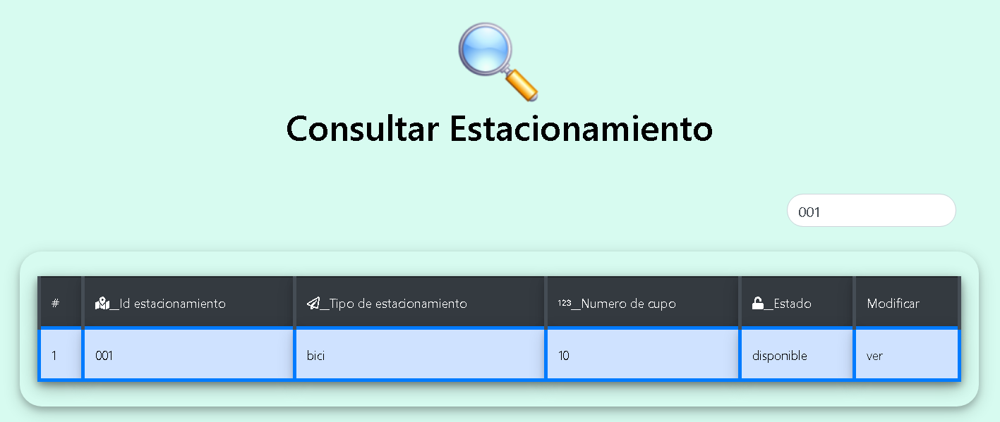 Consultar Estacionamiento
001
# __Id estacionamiento __Tipo de estacionamiento 123__Numero de cupo __Estado Modificar
1 001 bici 10 disponible ver